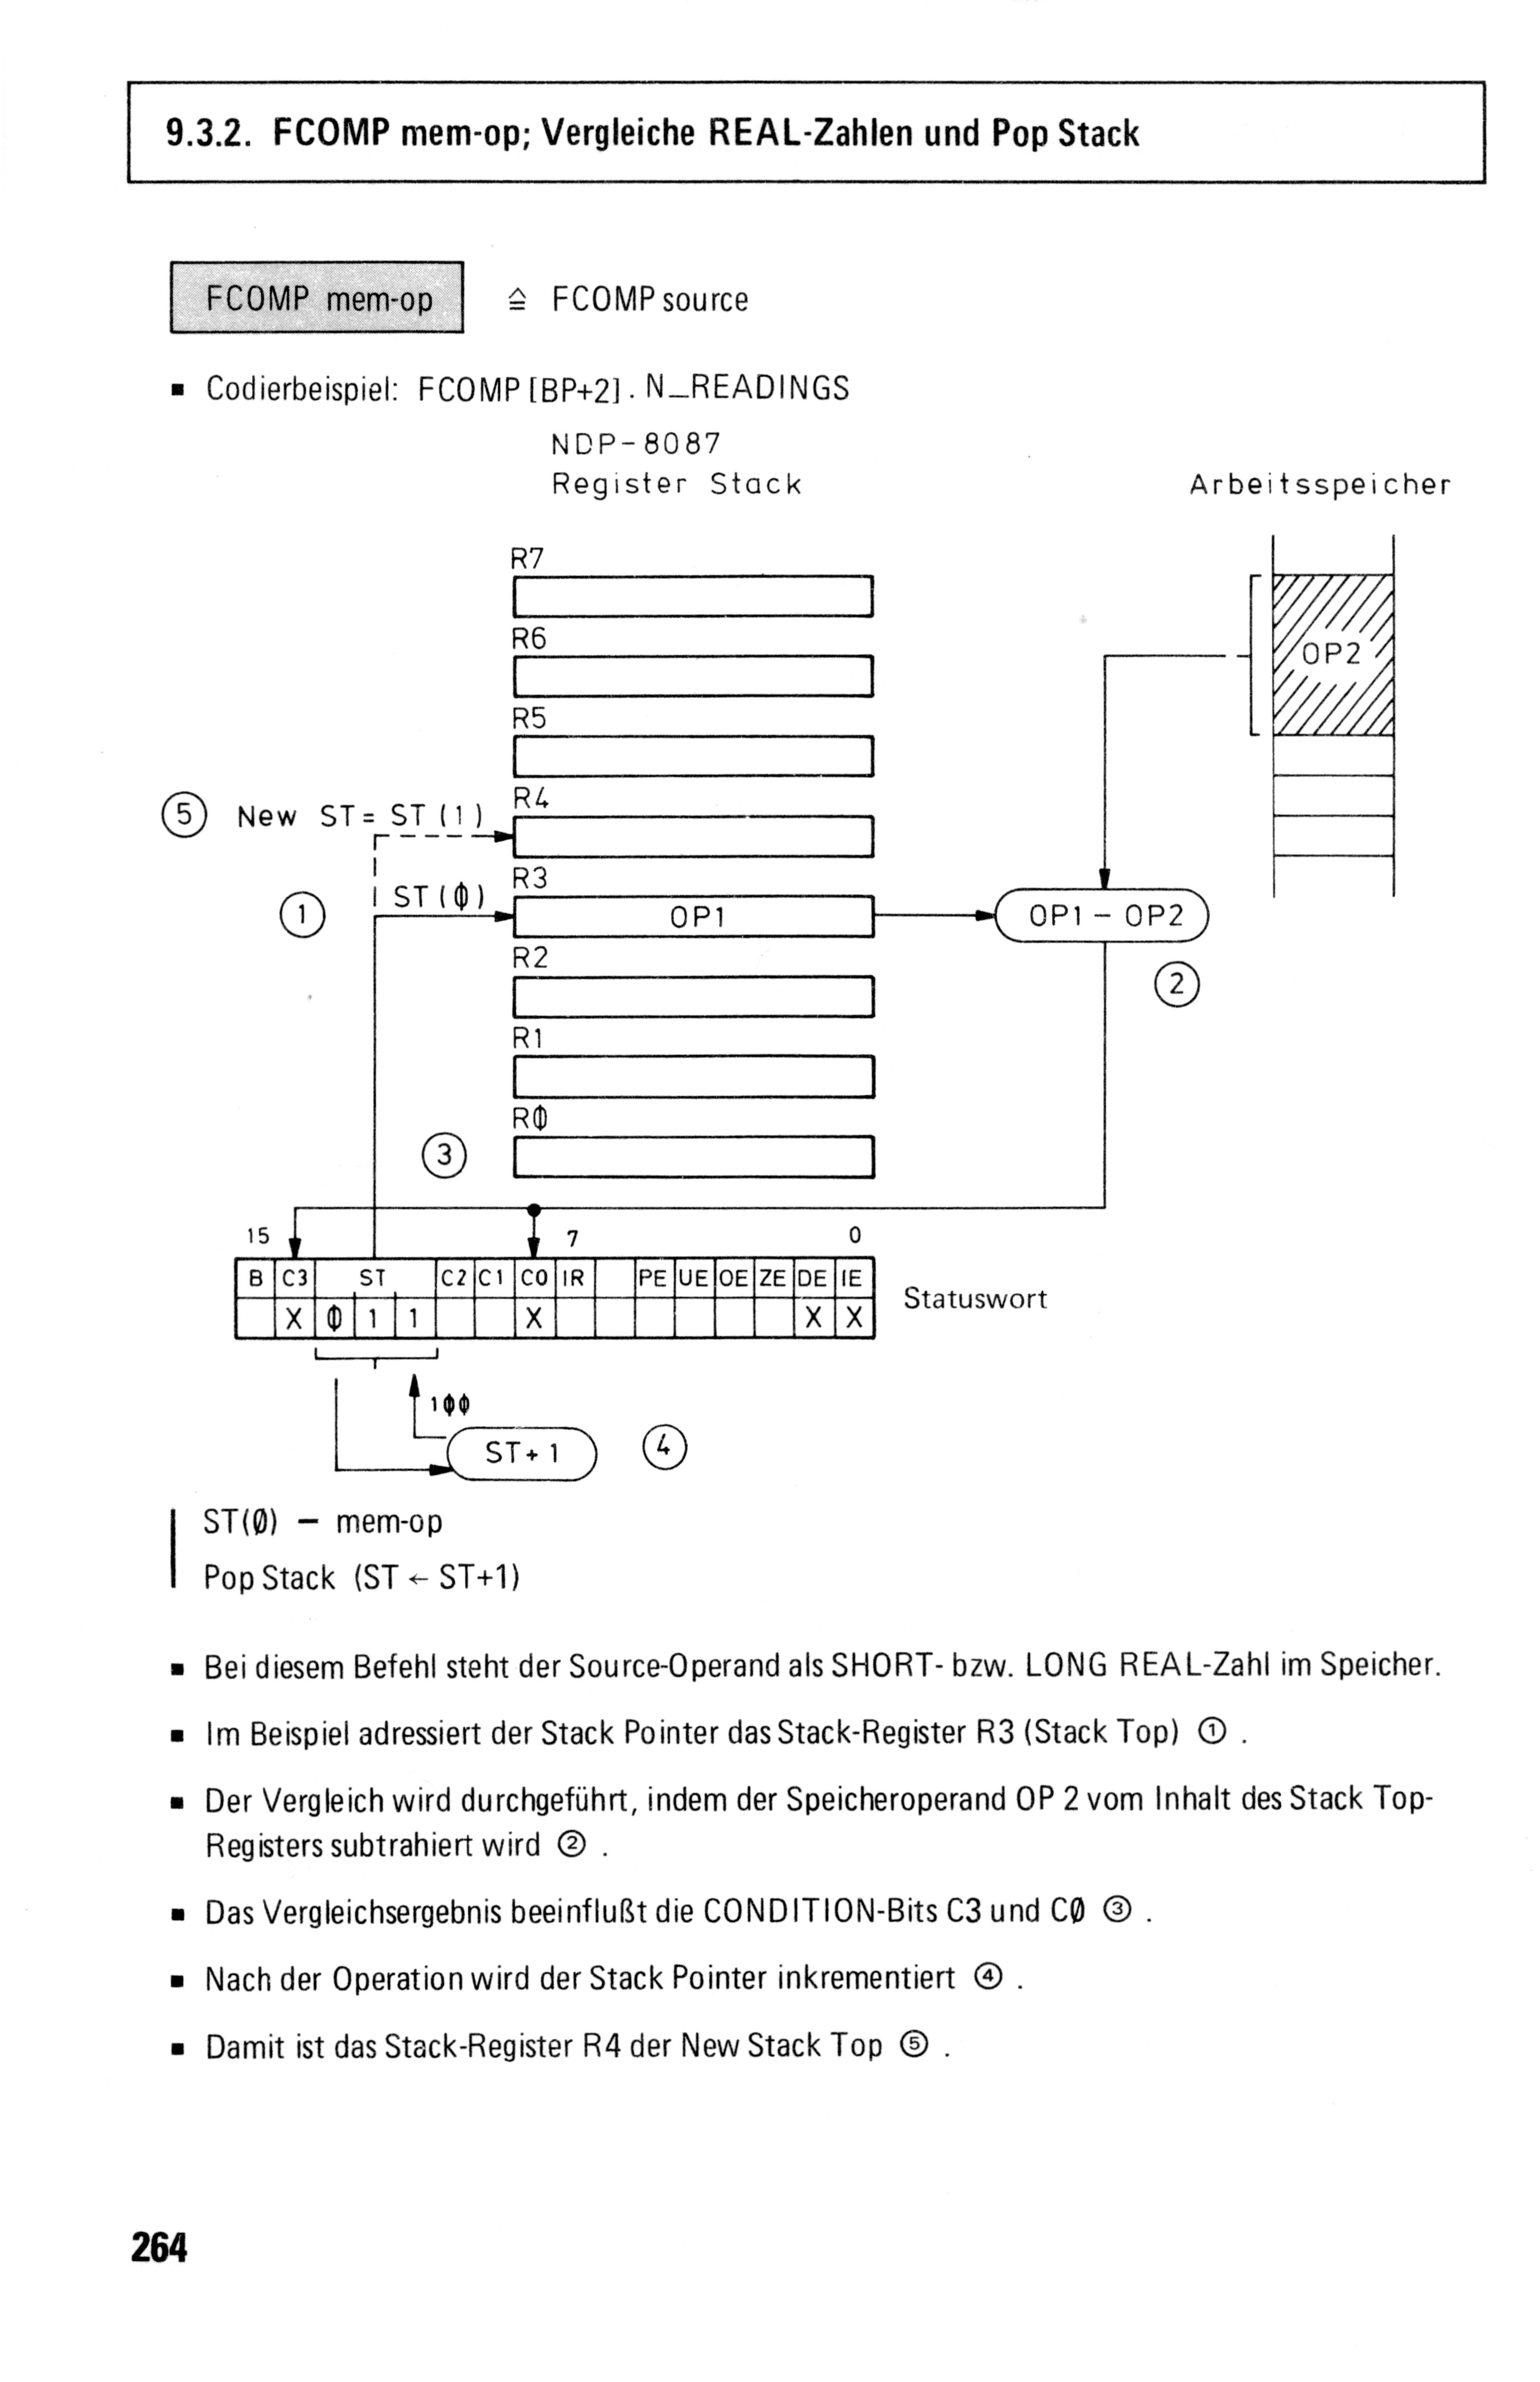 9.3.2. FCOMP mem-op; Vergleiche REAL-Zahlen und Pop Stack
FCOMP mem-op ≙ FCOMP source
▪ Codierbeispiel: FCOMP [BP+2] . N_READINGS
NDP-8087
Register Stack
Arbeitsspeicher
R7
R6
OP2
R5
R4
⑤ New ST= ST (1)
R3
① ST (0)
OP1
OP1 – OP2
R2
②
R1
R0
③
15 7 0
B C3 ST C2 C1 C0 IR PE UE OE ZE DE IE
X 0 1 1 X X X
Statuswort
100
ST+ 1 ④
ST(0) – mem-op
Pop Stack (ST ← ST+1)
▪ Bei diesem Befehl steht der Source-Operand als SHORT- bzw. LONG REAL-Zahl im Speicher.
▪ Im Beispiel adressiert der Stack Pointer das Stack-Register R3 (Stack Top) ① .
▪ Der Vergleich wird durchgeführt, indem der Speicheroperand OP 2 vom Inhalt des Stack Top-
Registers subtrahiert wird ② .
▪ Das Vergleichsergebnis beeinflußt die CONDITION-Bits C3 und C0 ③ .
▪ Nach der Operation wird der Stack Pointer inkrementiert ④ .
▪ Damit ist das Stack-Register R4 der New Stack Top ⑤ .
264